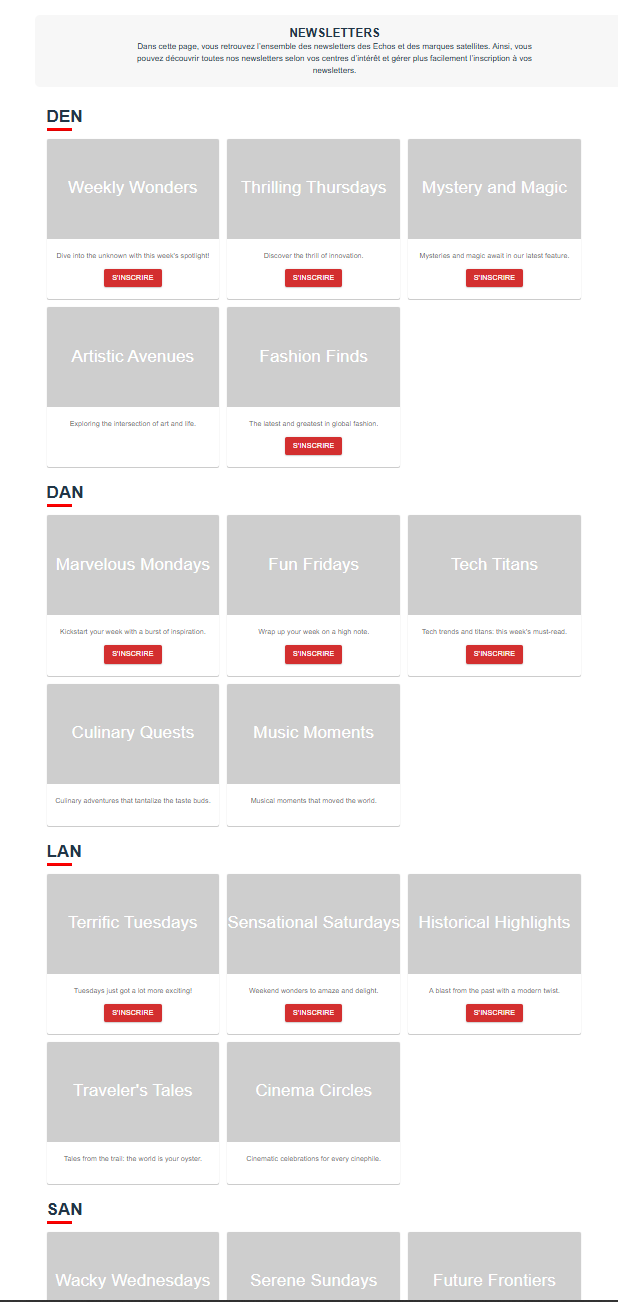 NEWSLETTERS
Dans cette page, vous retrouvez l'ensemble des newsletters des Echos et des marques satellites. Ainsi, vous
pouvez découvrir toutes nos newsletters selon vos centres d'intérêt et gérer plus facilement l'inscription à vos
newsletters.
DEN
Weekly Wonders
Thrilling Thursdays
Mystery and Magic
Dive into the unknown with this week's spotlight!
Discover the thrill of innovation.
Mysteries and magic await in our latest feature.
S'INSCRIRE
S'INSCRIRE
S'INSCRIRE
Artistic Avenues
Fashion Finds
Exploring the intersection of art and life.
The latest and greatest in global fashion.
S'INSCRIRE
DAN
Marvelous Mondays
Fun Fridays
Tech Titans
Kickstart your week with a burst of inspiration.
Wrap up your week on a high note.
Tech trends and titans: this week's must-read.
S'INSCRIRE
S'INSCRIRE
S'INSCRIRE
Culinary Quests
Music Moments
Culinary adventures that tantalize the taste buds.
Musical moments that moved the world.
LAN
Terrific Tuesdays
Sensational Saturdays
Historical Highlights
Tuesdays just got a lot more exciting!
Weekend wonders to amaze and delight.
A blast from the past with a modern twist.
S'INSCRIRE
S'INSCRIRE
S'INSCRIRE
Traveler's Tales
Cinema Circles
Tales from the trail: the world is your oyster.
Cinematic celebrations for every cinephile.
SAN
Wacky Wednesdays
Serene Sundays
Future Frontiers